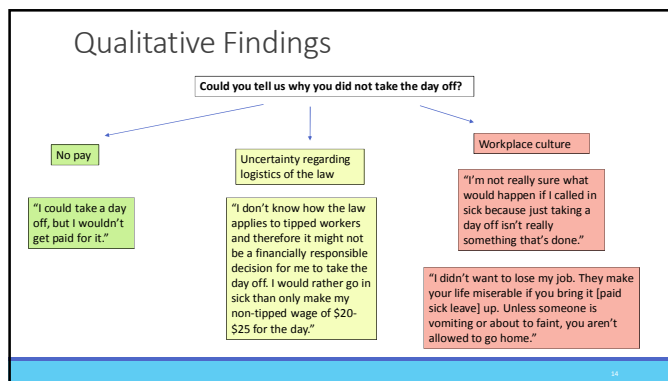 Qualitative Findings
Could you tell us why you did not take the day off?
No pay
“I could take a day
off, but I wouldn’t
get paid for it.”
Uncertainty regarding
logistics of the law
“I don’t know how the law
applies to tipped workers
and therefore it might not
be a financially responsible
decision for me to take the
day off. I would rather go in
sick than only make my
non-tipped wage of $20-
$25 for the day.”
Workplace culture
“I’m not really sure what
would happen if I called in
sick because just taking a
day off isn’t really
something that’s done.”
“I didn’t want to lose my job. They make
your life miserable if you bring it [paid
sick leave] up. Unless someone is
vomiting or about to faint, you aren’t
allowed to go home.”
14